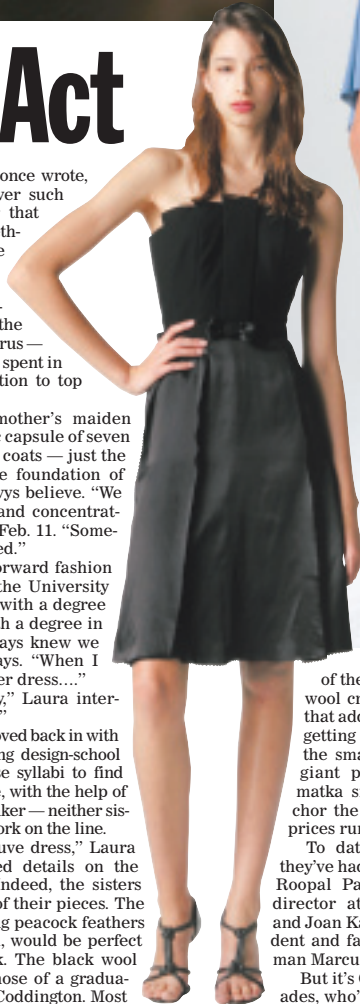 Act
once wrote,
ver such
that
th-
e
-
the
rus —
spent in
tion to top
mother's maiden
capsule of seven
coats — just the
e foundation of
vys believe. “We
and concentrat-
Feb. 11. “Some-
ed.”
orward fashion
the University
with a degree
h a degree in
ays knew we
ays. “When I
er dress....”
,” Laura inter-
”
oved back in with
ng design-school
se syllabi to find
e, with the help of
aker — neither sis-
ork on the line.
uve dress,” Laura
ed details on the
ndeed, the sisters
of their pieces. The
g peacock feathers
, would be perfect
k. The black wool
nose of a gradua-
Coddington. Most
of the
wool cr
that add
getting
the sma
giant p
matka s
chor the
prices run
To dat
they've had
Roopal Pa
director at
and Joan Ka
dent and fa
man Marcu
But it's
ades, who'